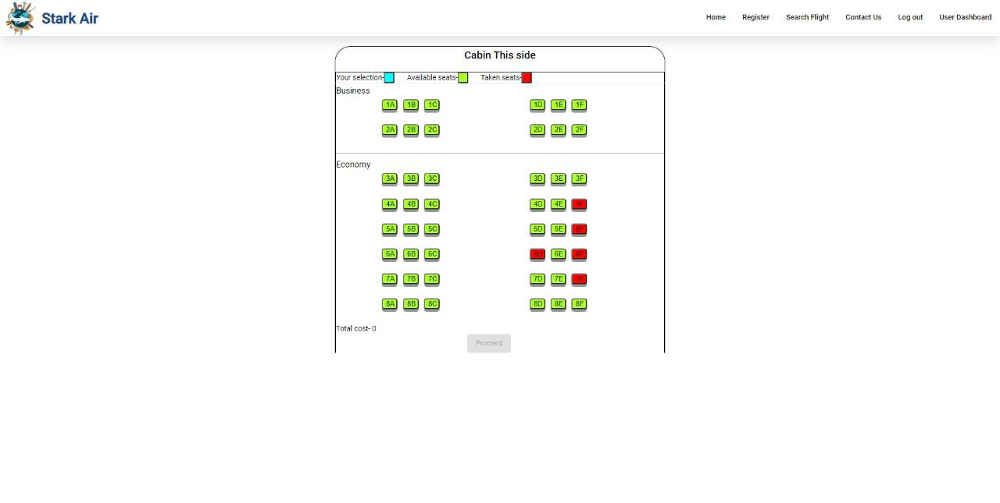 Stark Air
Home Register Search Flight Contact Us Log out User Dashboard
Cabin This side
Your selection- Available seats- Taken seats-
Business
1A 1B 1C 1D 1E 1F
2A 2B 2C 2D 2E 2F
Economy
3A 3B 3C 3D 3E 3F
4A 4B 4C 4D 4E 4F
5A 5B 5C 5D 5E 5F
6A 6B 6C 6D 6E 6F
7A 7B 7C 7D 7E 7F
8A 8B 8C 8D 8E 8F
Total cost- 0
Proceed